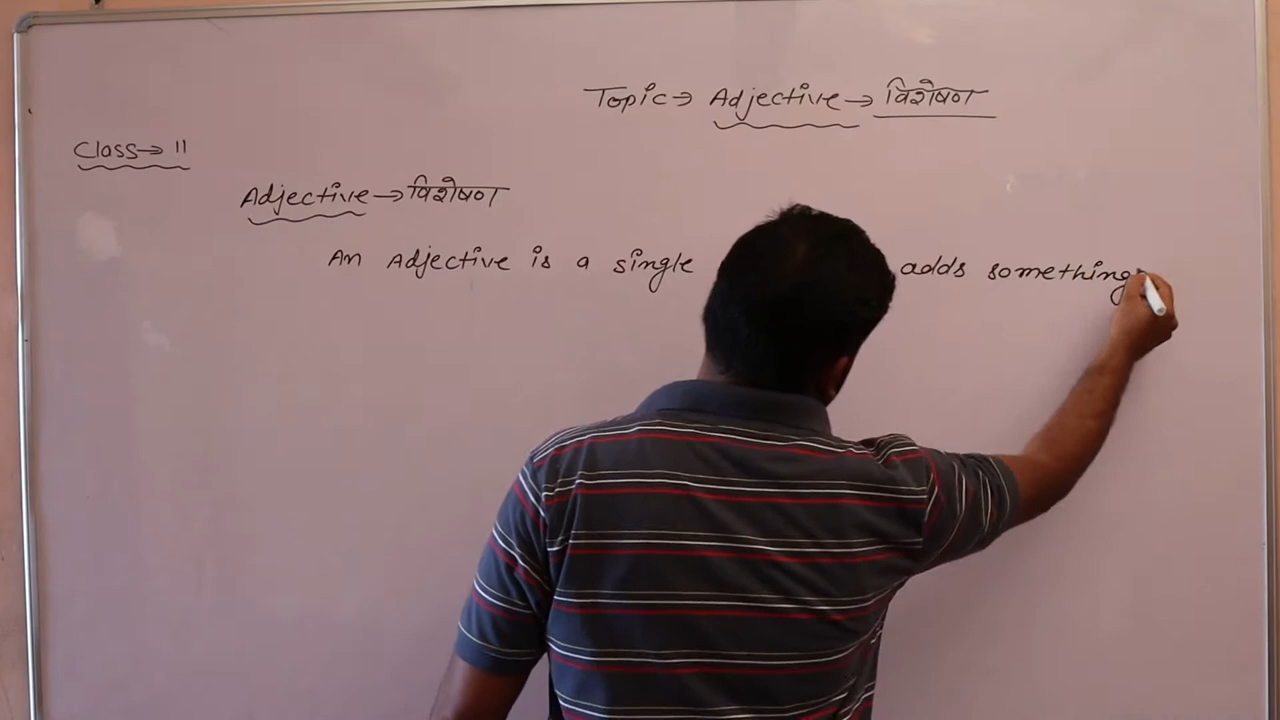 Topic→ Adjective→ विशेषण
Class→ 11
Adjective→ विशेषण
An Adjective is a single adds something